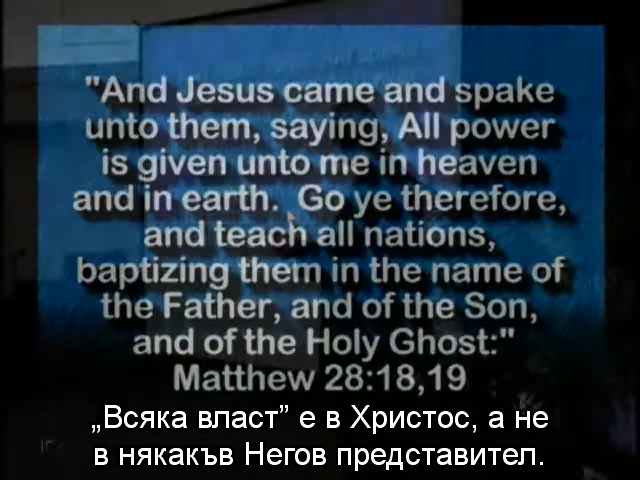 "And Jesus came and spake
unto them, saying, All power
is given unto me in heaven
and in earth.  Go ye therefore,
and teach all nations,
baptizing them in the name of
the Father, and of the Son,
and of the Holy Ghost:"
Matthew 28:18,19
„Всяка власт” е в Христос, а не
в някакъв Негов представител.